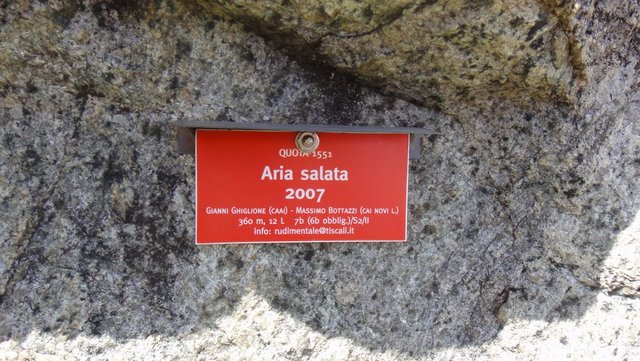 QUOTA 1551
Aria salata
2007
GIANNI GHIGLIONE (CAAI) - MASSIMO BOTTAZZI (CAI NOVI L.)
360 m, 12 L 7b (6b obblig.)/S2/II
info: rudimentale@tiscali.it